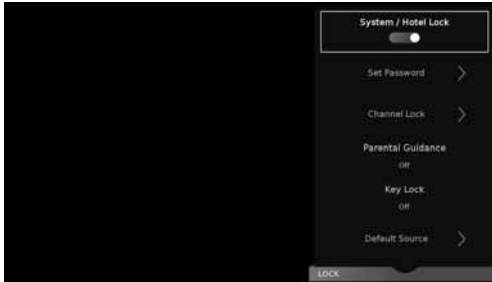 System / Hotel Lock
Set Password
Channel Lock
Parental Guidance
Off
Key Lock
Off
Default Source
LOCK